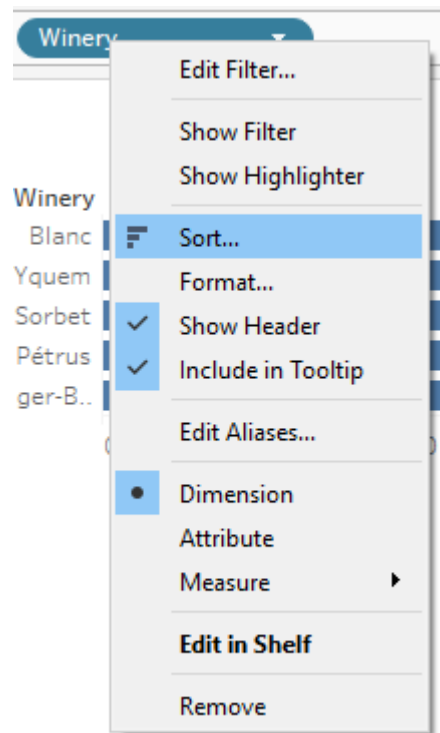 Winery
Edit Filter...
Show Filter
Show Highlighter
Winery
Blanc
Sort...
Yquem
Format...
Sorbet
Show Header
Pétrus
Include in Tooltip
ger-B..
Edit Aliases...
Dimension
Attribute
Measure
Edit in Shelf
Remove